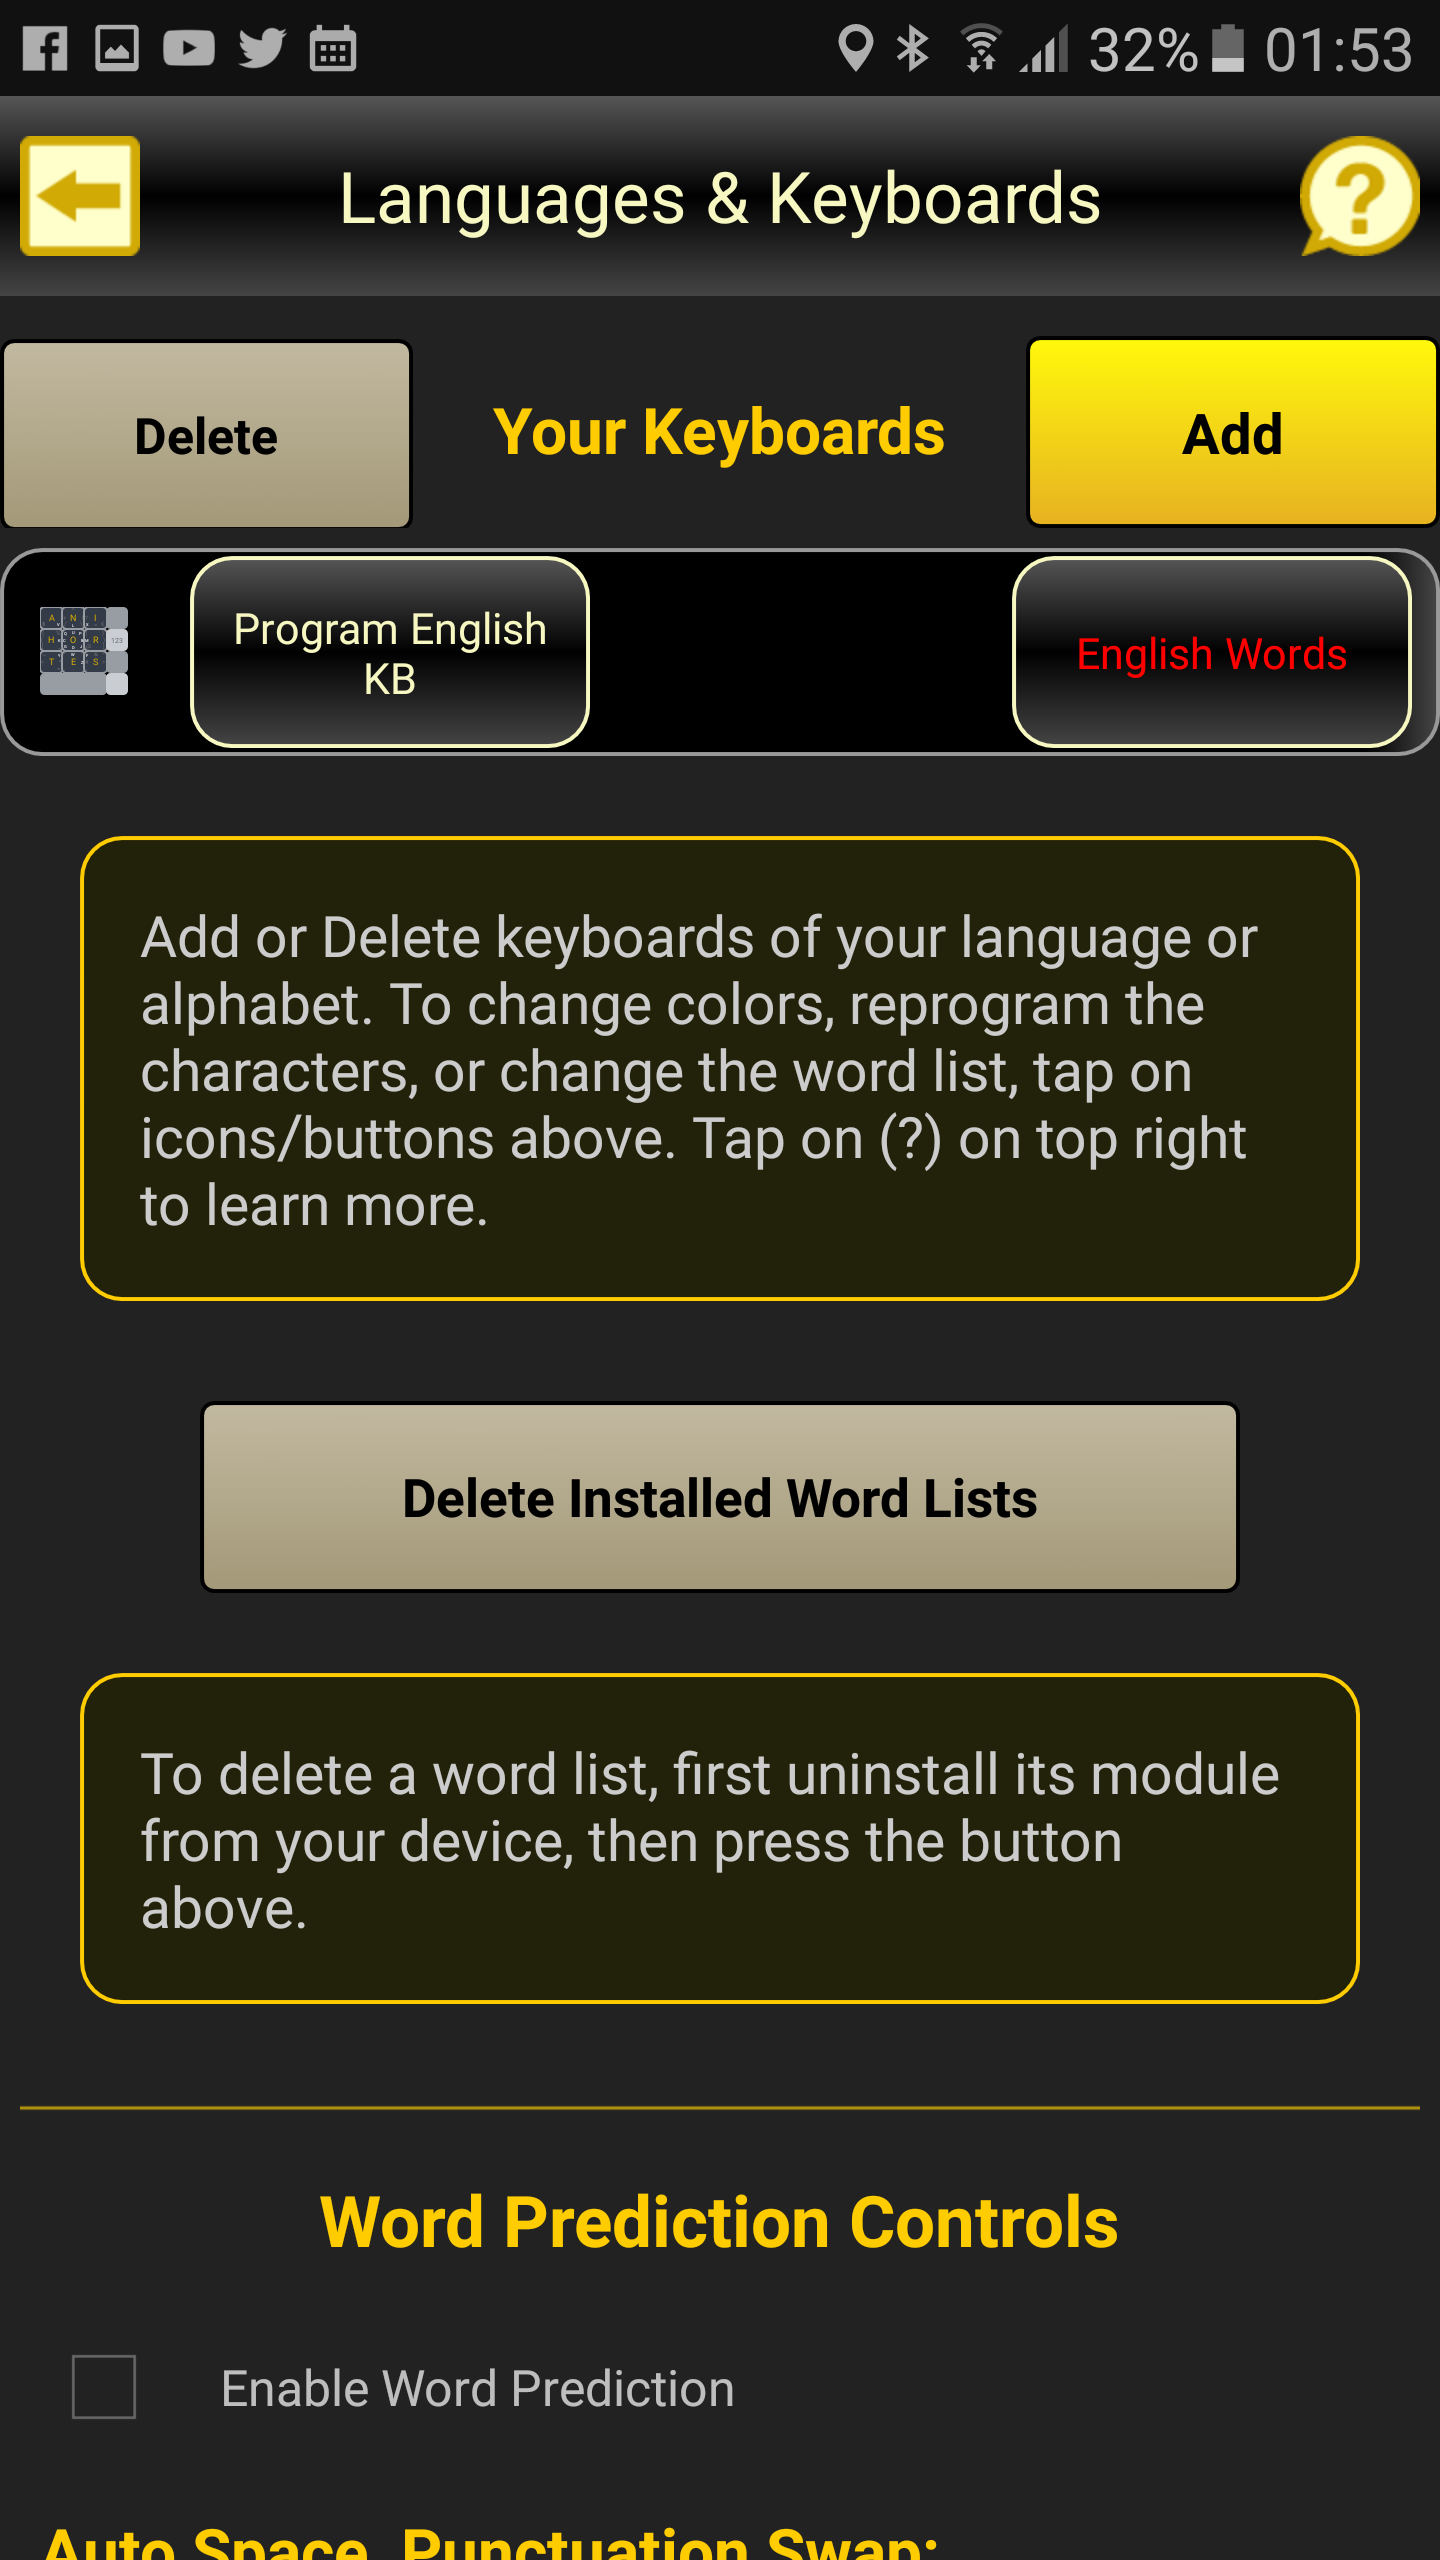 32% 01:53
Languages & Keyboards
Delete
Your Keyboards
Add
A N I
H O R 123
T E S
Program English
KB
English Words
Add or Delete keyboards of your language or
alphabet. To change colors, reprogram the
characters, or change the word list, tap on
icons/buttons above. Tap on (?) on top right
to learn more.
Delete Installed Word Lists
To delete a word list, first uninstall its module
from your device, then press the button
above.
Word Prediction Controls
Enable Word Prediction
Auto Space, Punctuation Swap: